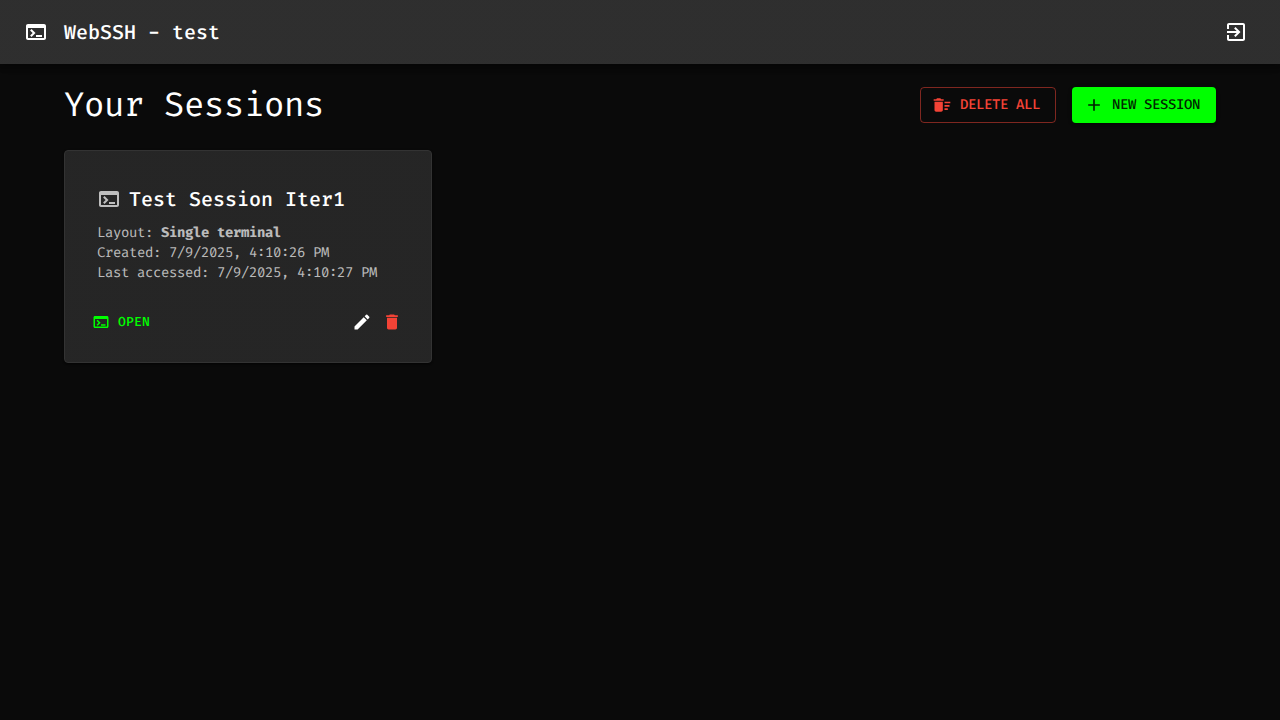 WebSSH - test
Your Sessions
DELETE ALL
NEW SESSION
Test Session Iter1
Layout: Single terminal
Created: 7/9/2025, 4:10:26 PM
Last accessed: 7/9/2025, 4:10:27 PM
OPEN